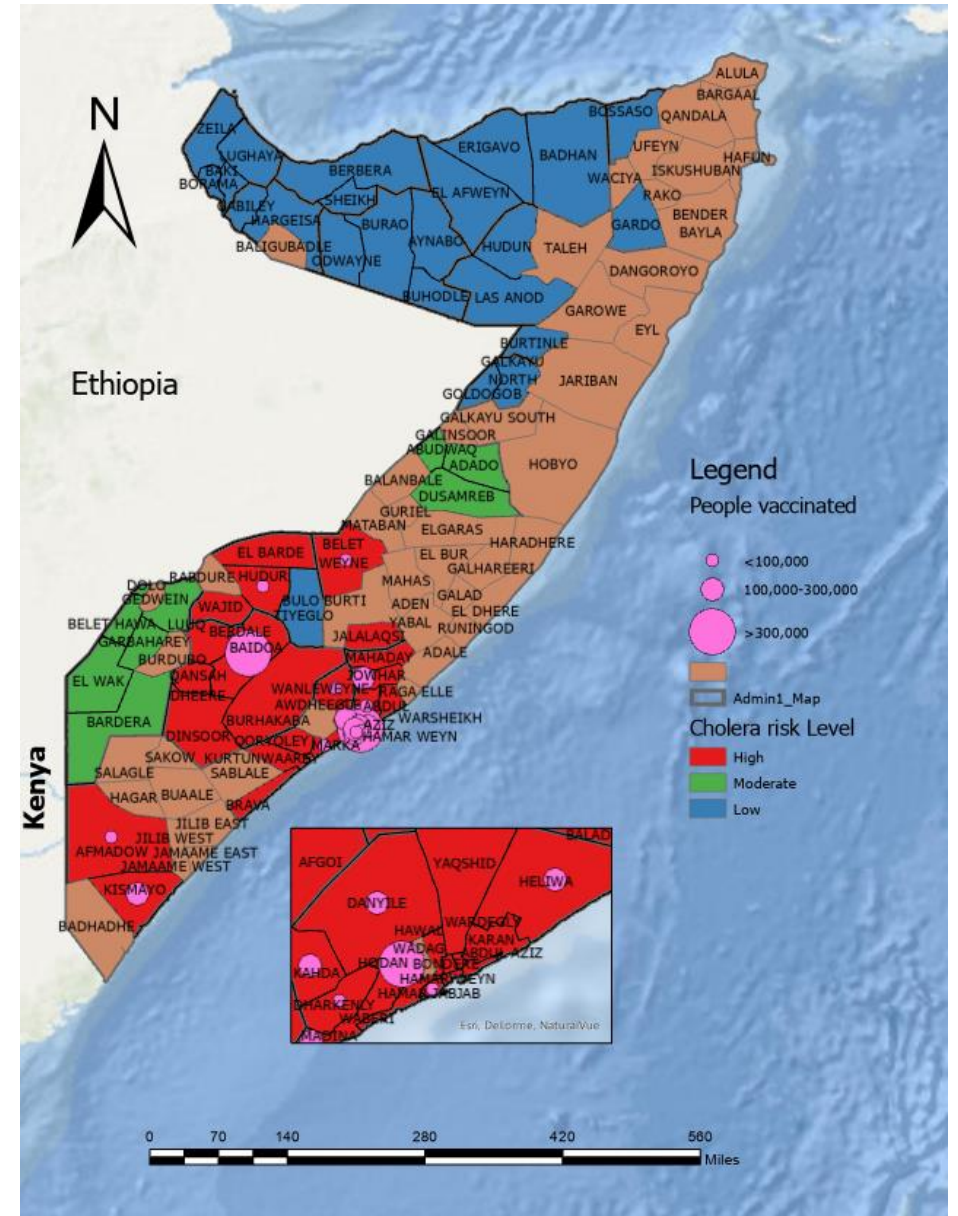 N
ALULA
BARGAAL
BOSSASO
QANDALA
ZEILA
UFEYN
ERIGAVO
BADHAN
LUGHAYA
HAFUN
BAKI
BERBERA
ISKUSHUBAN
WACIYA
BORAMA
EL AFWEYN
RAKO
SHEIKH
GABILEY
BENDER
BAYLA
HARGEISA
BURAO
GARDO
AYNABO
HUDUN
TALEH
BALIGUBADLE
ODWAYNE
DANGOROYO
BUHODLE
LAS ANOD
GAROWE
EYL
BURTINLE
GALKAYU
NORTH
JARIBAN
Ethiopia
GOLDOGOB
GALKAYU SOUTH
GALINSOOR
ABUDWAQ
ADADO
HOBYO
BALANBALE
DUSAMREB
GURIEL
MATABAN
ELGARAS
HARADHERE
BELET
WEYNE
EL BARDE
EL BUR
GALHAREERI
RABDURE
HUDUR
MAHAS
DOLO
GEDWEIN
GALAD
BULO BURTI
ADEN
YABAL
WAJID
TIYEGLO
EL DHERE
BELET HAWA
LUUQ
RUNINGOD
BERDALE
JALALAQSI
GARBAHAREY
BAIDOA
ADALE
BURDUBO
MAHADAY
QANSAH
DHEERE
JOWHAR
EL WAK
WANLEWEYNE
RAGA ELLE
AWDHEEGLE
BARDERA
BURHAKABA
WARSHEIKH
AZIZ
DINSOOR
QORYOLEY
HAMAR WEYN
MARKA
SAKOW
KURTUNWAAREY
SALAGLE
SABLALE
HAGAR
BUAALE
BRAVA
JILIB EAST
JILIB WEST
AFMADOW
JAMAAME EAST
JAMAAME WEST
KISMAYO
BADHADHE
Kenya
Legend
People vaccinated
<100,000
100,000-300,000
>300,000
Admin1_Map
Cholera risk Level
High
Moderate
Low
BALAD
AFGOI
YAQSHID
HELIWA
DANYILE
WARDEGLY
HAWAL
WADAG
KARAN
ABDUL AZIZ
HODAN
BONDERE
KAHDA
HAMARWEYN
HAMAR JABJAB
DHARKENLY
WABERI
MADINA
Esri, DeLorme, NaturalVue
0 70 140 280 420 560
Miles